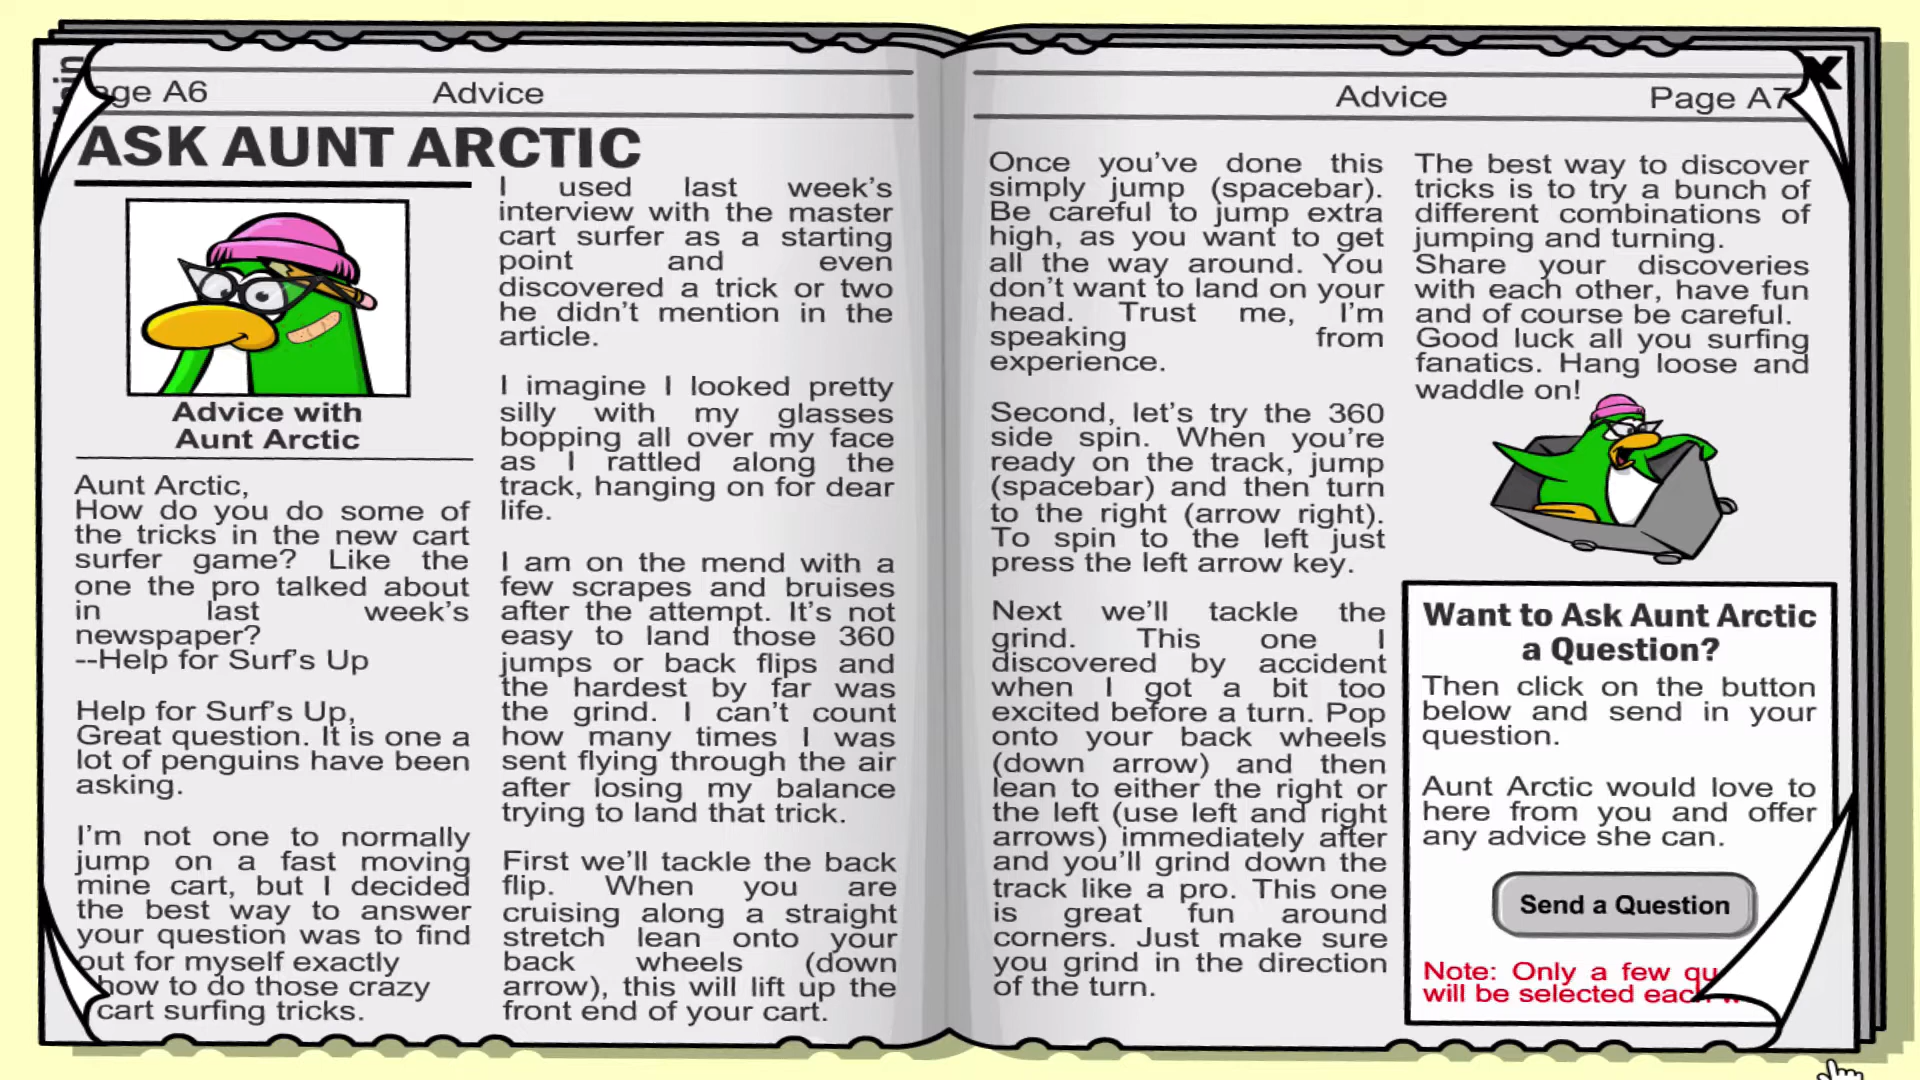 age A6
Advice
ASK AUNT ARCTIC
Advice with
Aunt Arctic
Aunt Arctic,
How do you do some of
the tricks in the new cart
surfer game? Like the
one the pro talked about
in last week's
newspaper?
--Help for Surf's Up
Help for Surf's Up,
Great question. It is one a
lot of penguins have been
asking.
I'm not one to normally
jump on a fast moving
mine cart, but I decided
the best way to answer
your question was to find
out for myself exactly
how to do those crazy
cart surfing tricks.
I used last week's
interview with the master
cart surfer as a starting
point and even
discovered a trick or two
he didn't mention in the
article.
I imagine I looked pretty
silly with my glasses
bopping all over my face
as I rattled along the
track, hanging on for dear
life.
I am on the mend with a
few scrapes and bruises
after the attempt. It's not
easy to land those 360
jumps or back flips and
the hardest by far was
the grind. I can't count
how many times I was
sent flying through the air
after losing my balance
trying to land that trick.
First we'll tackle the back
flip. When you are
cruising along a straight
stretch lean onto your
back wheels (down
arrow), this will lift up the
front end of your cart.
Advice
Page A7
X
Once you've done this
simply jump (spacebar).
Be careful to jump extra
high, as you want to get
all the way around. You
don't want to land on your
head. Trust me, I'm
speaking from
experience.
Second, let's try the 360
side spin. When you're
ready on the track, jump
(spacebar) and then turn
to the right (arrow right).
To spin to the left just
press the left arrow key.
Next we'll tackle the
grind. This one I
discovered by accident
when I got a bit too
excited before a turn. Pop
onto your back wheels
(down arrow) and then
lean to either the right or
the left (use left and right
arrows) immediately after
and you'll grind down the
track like a pro. This one
is great fun around
corners. Just make sure
you grind in the direction
of the turn.
The best way to discover
tricks is to try a bunch of
different combinations of
jumping and turning.
Share your discoveries
with each other, have fun
and of course be careful.
Good luck all you surfing
fanatics. Hang loose and
waddle on!
Want to Ask Aunt Arctic
a Question?
Then click on the button
below and send in your
question.
Aunt Arctic would love to
here from you and offer
any advice she can.
Send a Question
Note: Only a few qu
will be selected each